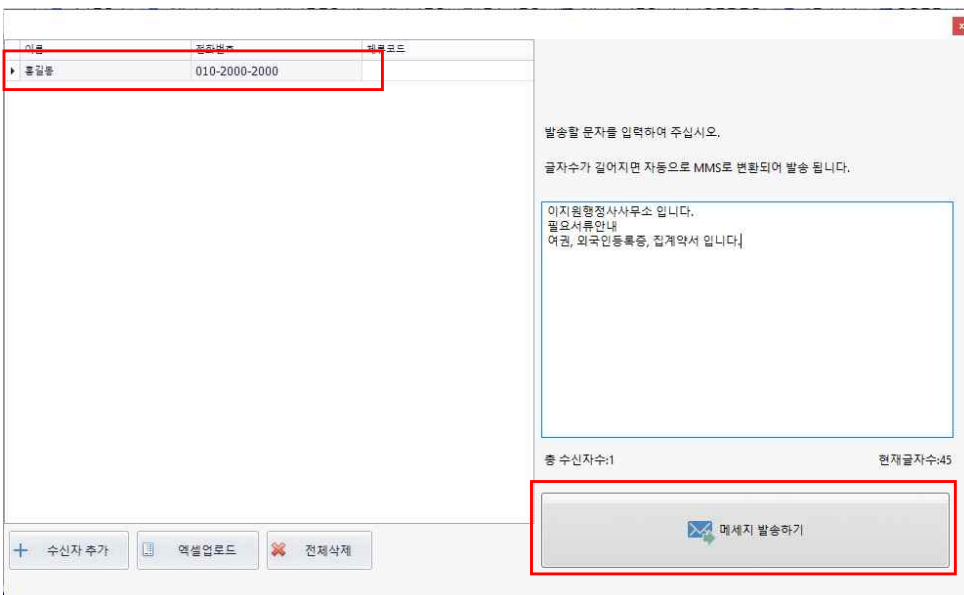 x
이름 전화번호 체류코드
홍길동 010-2000-2000
발송할 문자를 입력하여 주십시오.
글자수가 길어지면 자동으로 MMS로 변환되어 발송 됩니다.
이지원행정사사무소 입니다.
필요서류안내
여권, 외국인등록증, 집계약서 입니다.
총 수신자수:1 현재글자수:45
메세지 발송하기
수신자 추가 엑셀업로드 전체삭제